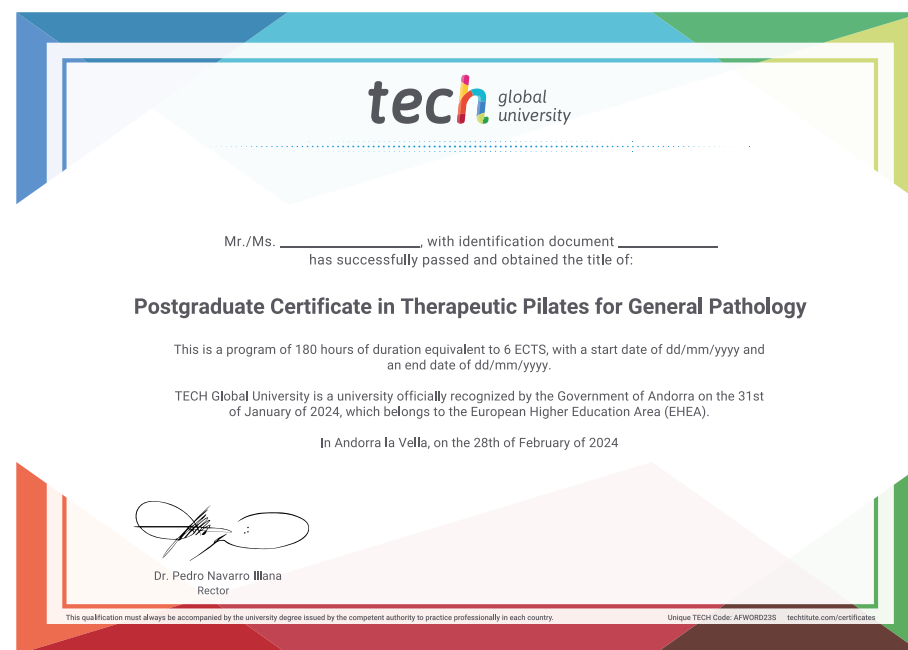 tech global
university
Mr./Ms. ____________________, with identification document ______________
has successfully passed and obtained the title of:
Postgraduate Certificate in Therapeutic Pilates for General Pathology
This is a program of 180 hours of duration equivalent to 6 ECTS, with a start date of dd/mm/yyyy and
an end date of dd/mm/yyyy.
TECH Global University is a university officially recognized by the Government of Andorra on the 31st
of January of 2024, which belongs to the European Higher Education Area (EHEA).
In Andorra la Vella, on the 28th of February of 2024
Dr. Pedro Navarro Illana
Rector
This qualification must always be accompanied by the university degree issued by the competent authority to practice professionally in each country. Unique TECH Code: AFWORD23S techtitute.com/certificates